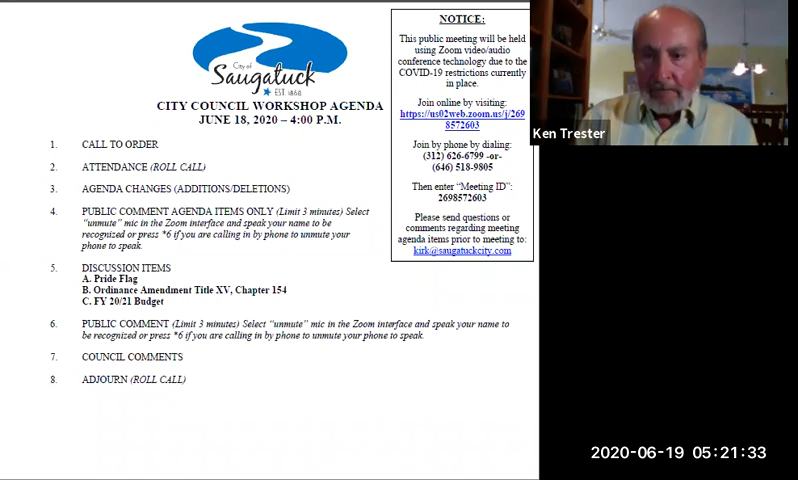 City of
Saugatuck
EST. 1868
CITY COUNCIL WORKSHOP AGENDA
JUNE 18, 2020 – 4:00 P.M.
1. CALL TO ORDER
2. ATTENDANCE (ROLL CALL)
3. AGENDA CHANGES (ADDITIONS/DELETIONS)
4. PUBLIC COMMENT AGENDA ITEMS ONLY (Limit 3 minutes) Select
"unmute" mic in the Zoom interface and speak your name to be
recognized or press *6 if you are calling in by phone to unmute your
phone to speak.
5. DISCUSSION ITEMS
A. Pride Flag
B. Ordinance Amendment Title XV, Chapter 154
C. FY 20/21 Budget
6. PUBLIC COMMENT (Limit 3 minutes) Select "unmute" mic in the Zoom interface and speak your name to
be recognized or press *6 if you are calling in by phone to unmute your phone to speak.
7. COUNCIL COMMENTS
8. ADJOURN (ROLL CALL)
NOTICE:
This public meeting will be held
using Zoom video/audio
conference technology due to the
COVID-19 restrictions currently
in place.
Join online by visiting:
https://us02web.zoom.us/j/269
8572603
Join by phone by dialing:
(312) 626-6799 -or-
(646) 518-9805
Then enter "Meeting ID":
2698572603
Please send questions or
comments regarding meeting
agenda items prior to meeting to:
kirk@saugatuckcity.com
Ken Trester
2020-06-19 05:21:33